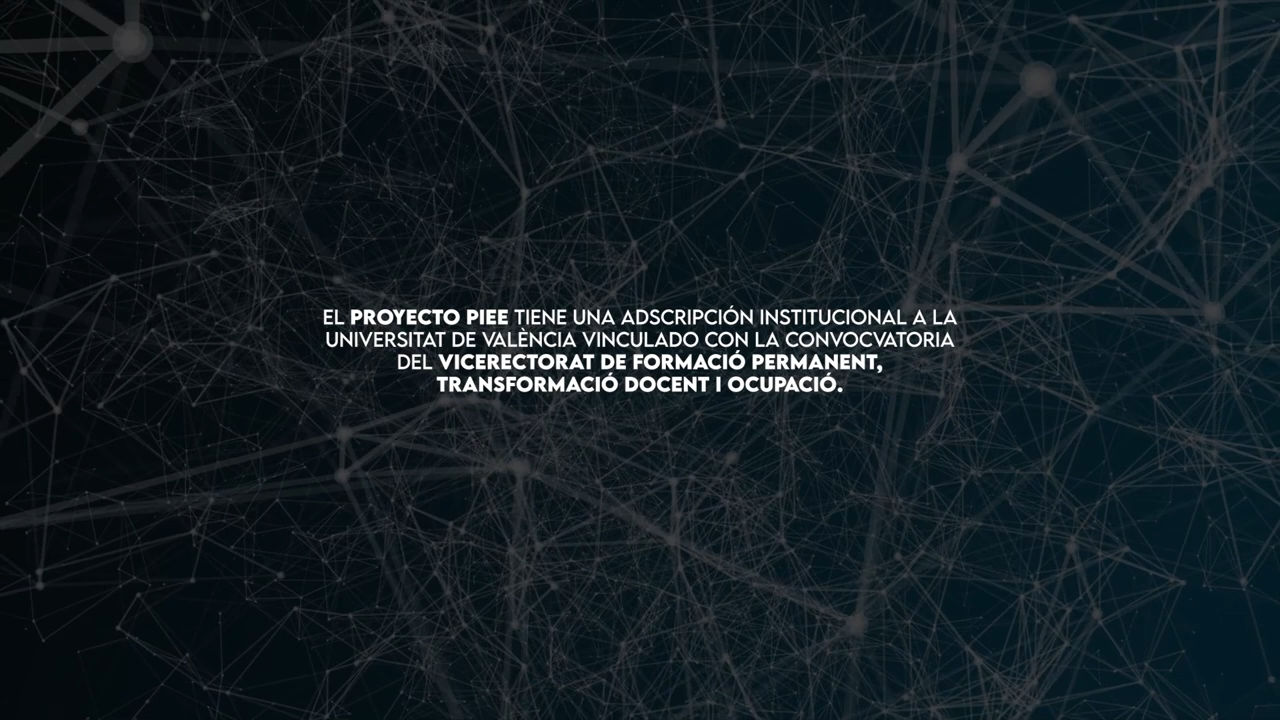 EL PROYECTO PIEE TIENE UNA ADSCRIPCIÓN INSTITUCIONAL A LA
UNIVERSITAT DE VALÈNCIA VINCULADO CON LA CONVOCVATORIA
DEL VICERECTORAT DE FORMACIÓ PERMANENT,
TRANSFORMACIÓ DOCENT I OCUPACIÓ.